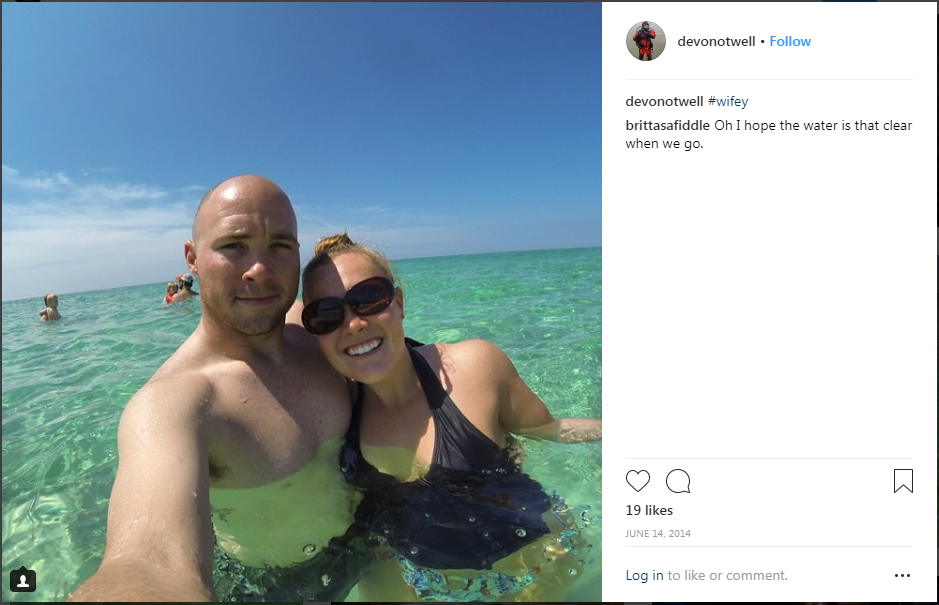 devonotwell • Follow
devonotwell #wifey
brittasafiddle Oh I hope the water is that clear
when we go.
19 likes
JUNE 14, 2014
Log in to like or comment.